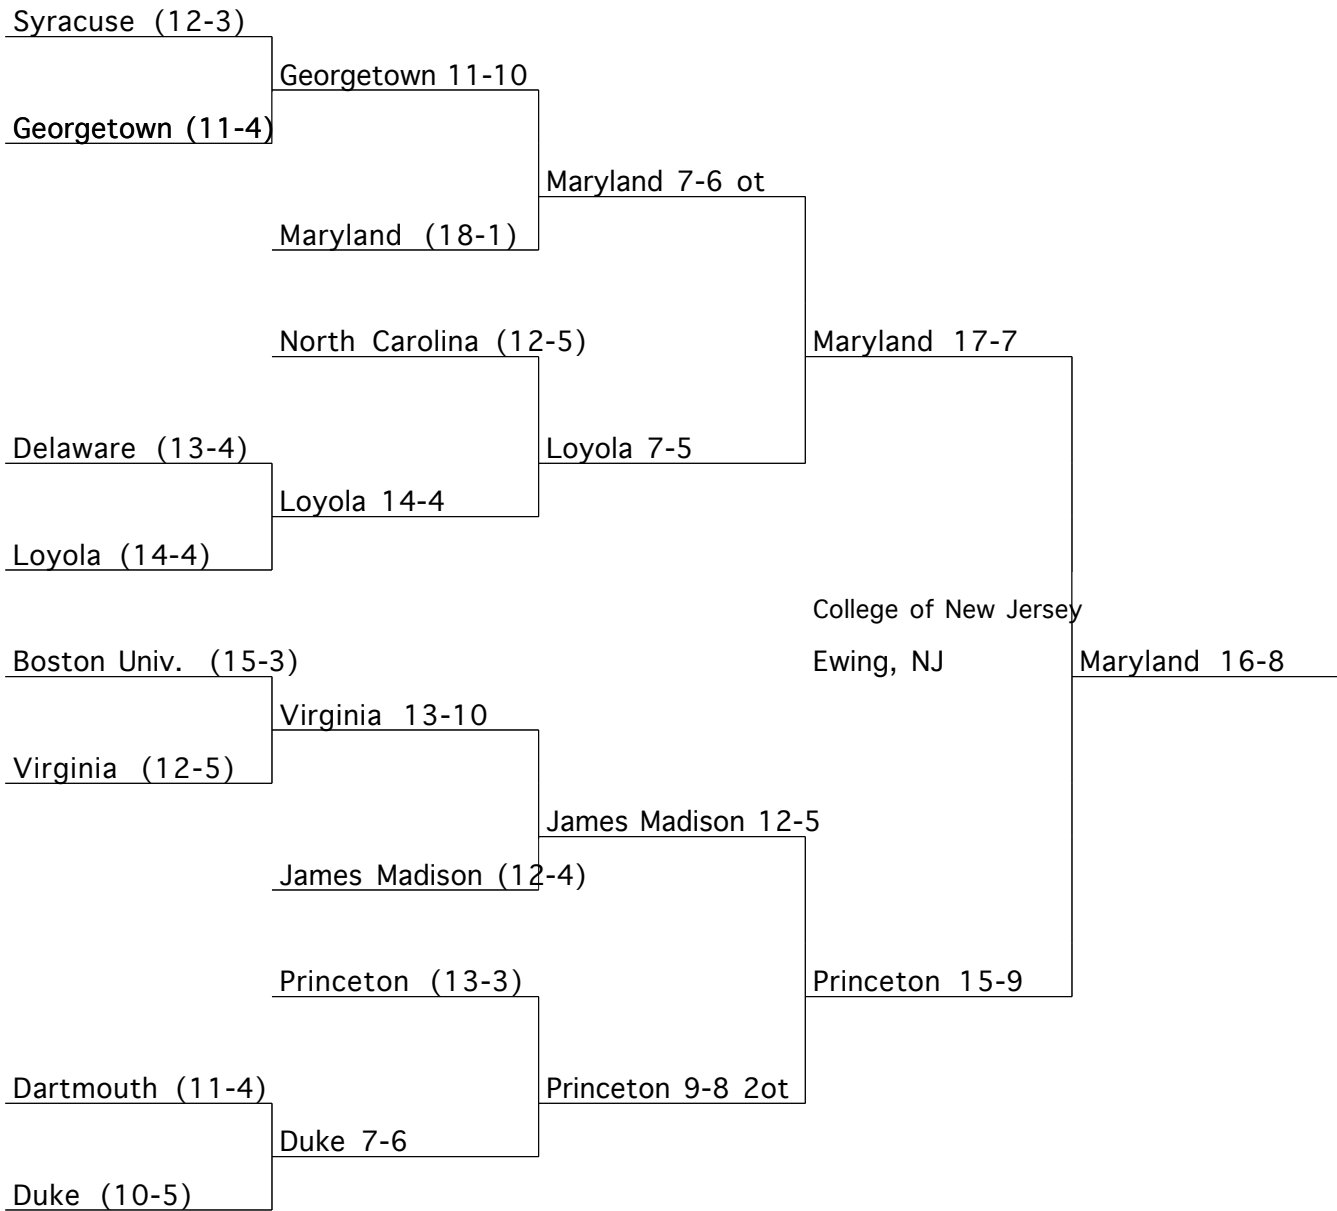 Syracuse (12-3)
Georgetown 11-10
Georgetown (11-4)
Maryland 7-6 ot
Maryland (18-1)
North Carolina (12-5)
Maryland 17-7
Delaware (13-4)
Loyola 7-5
Loyola 14-4
Loyola (14-4)
College of New Jersey
Boston Univ. (15-3)
Ewing, NJ
Maryland 16-8
Virginia 13-10
Virginia (12-5)
James Madison 12-5
James Madison (12-4)
Princeton (13-3)
Princeton 15-9
Dartmouth (11-4)
Princeton 9-8 2ot
Duke 7-6
Duke (10-5)